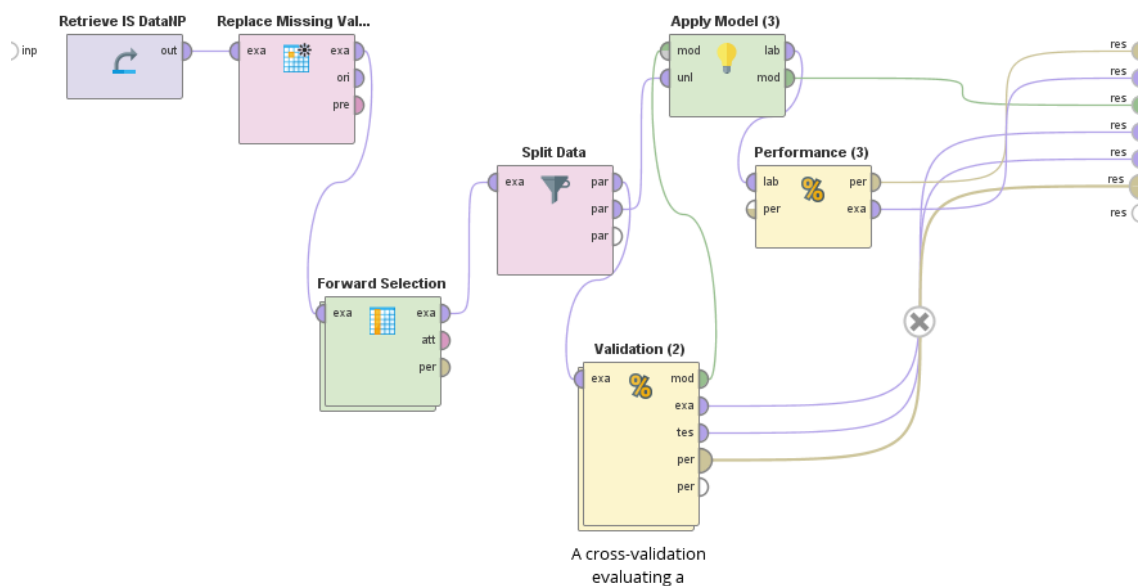 inp
Retrieve IS DataNP
out
Replace Missing Val...
exa
exa
ori
pre
Forward Selection
exa
exa
att
per
Split Data
exa
par
par
par
Apply Model (3)
mod
lab
unl
mod
Performance (3)
lab
per
per
exa
Validation (2)
exa
mod
exa
tes
per
per
A cross-validation
evaluating a
res
res
res
res
res
res
res